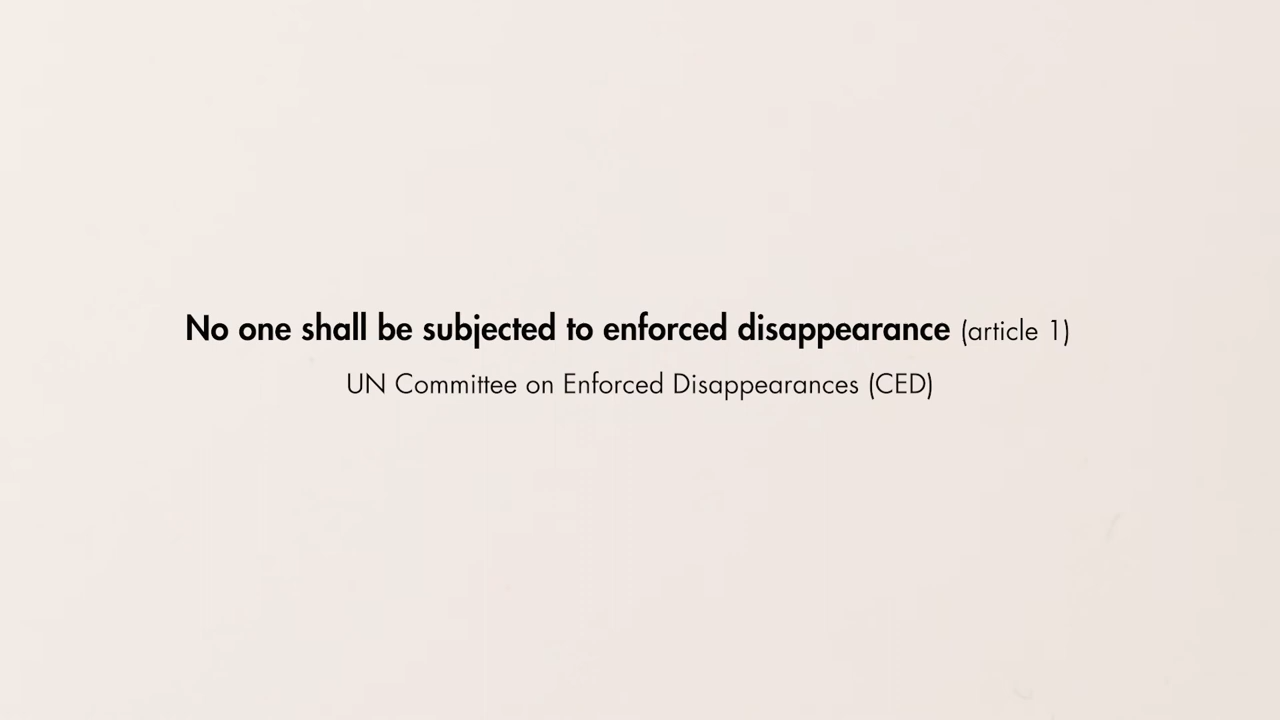 No one shall be subjected to enforced disappearance (article 1)
UN Committee on Enforced Disappearances (CED)